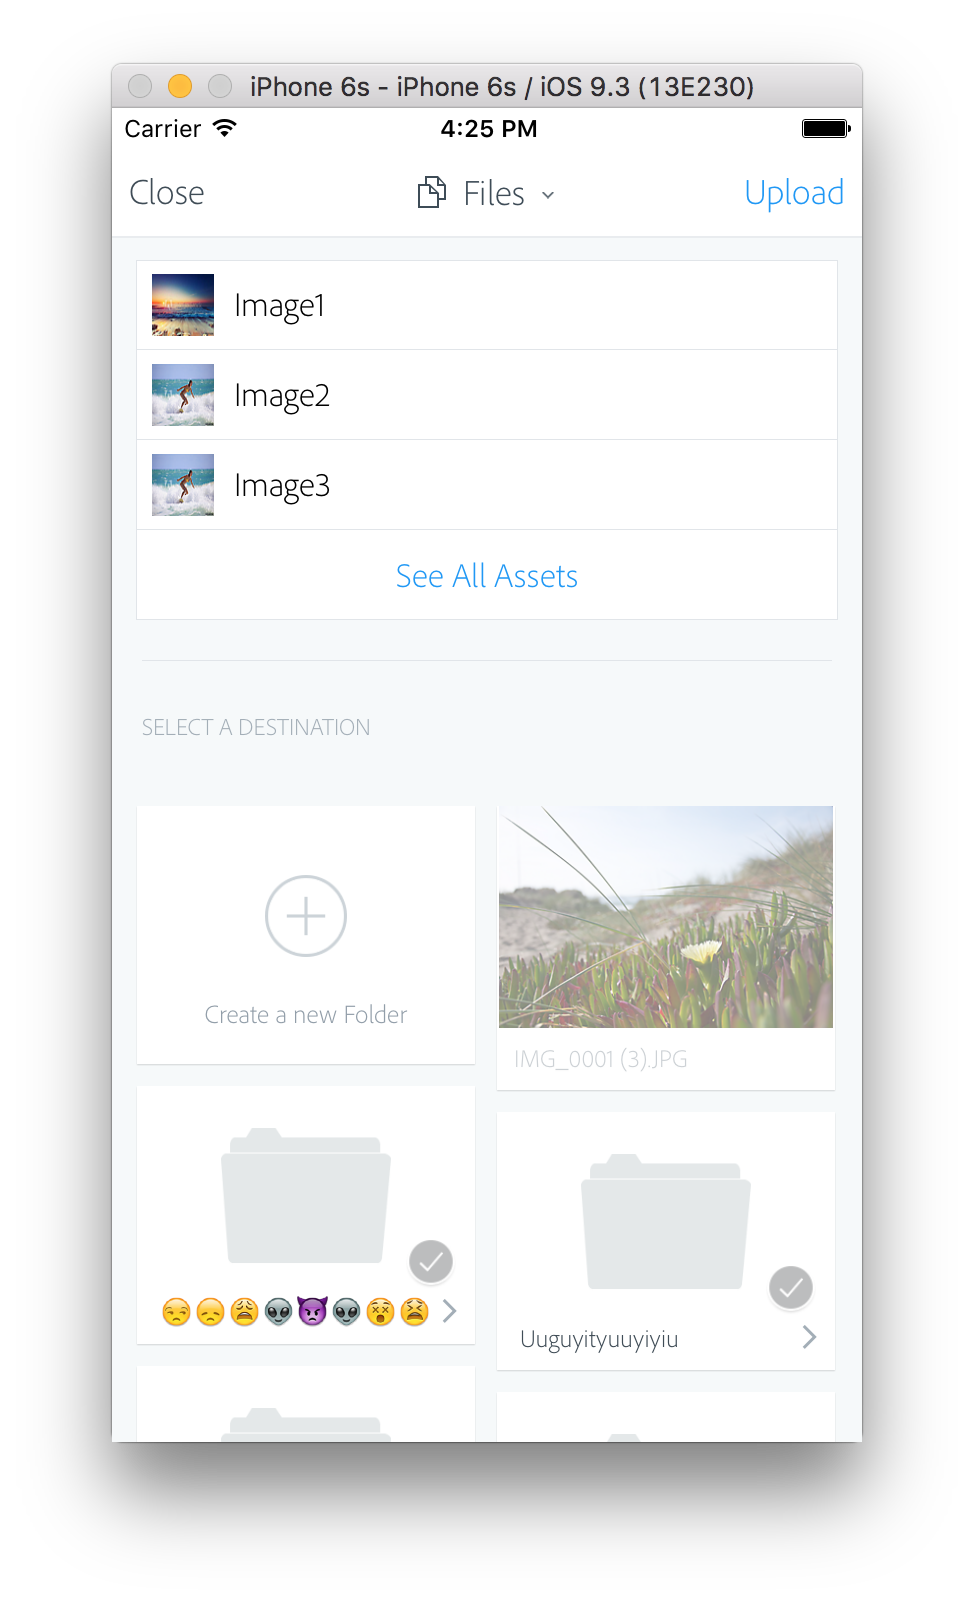 iPhone 6s - iPhone 6s / iOS 9.3 (13E230)
Carrier 4:25 PM
Close Files Upload
Image1
Image2
Image3
See All Assets
SELECT A DESTINATION
Create a new Folder
IMG_0001 (3).JPG
😒😞😩👽👿👽😲😫
Uuguyityuuyiyiu